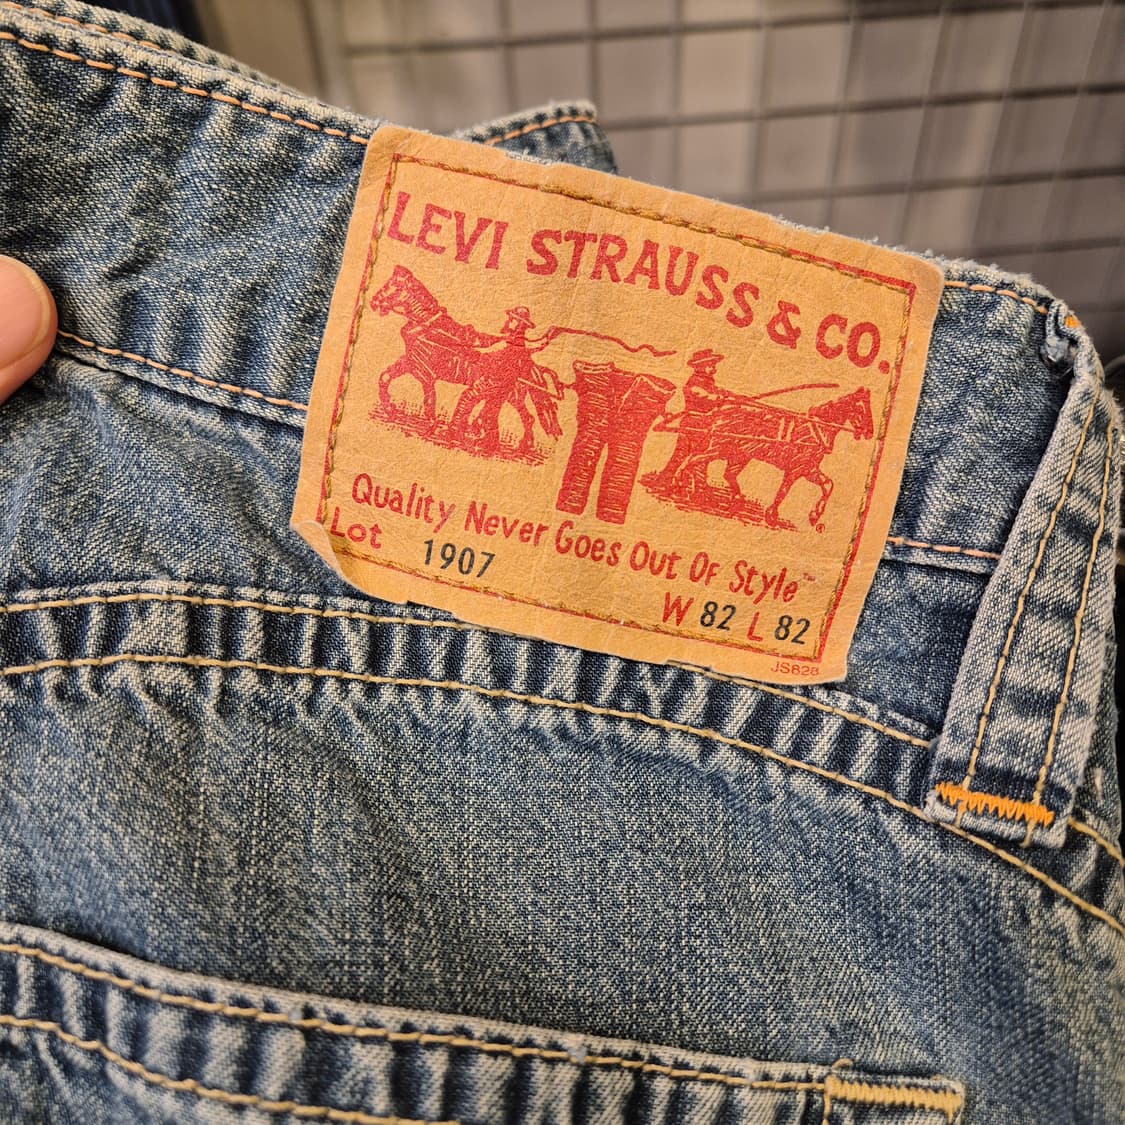 LEVI STRAUSS & CO.
Quality Never Goes Out Of Style™
Lot 1907
W 82 L 82
JS628